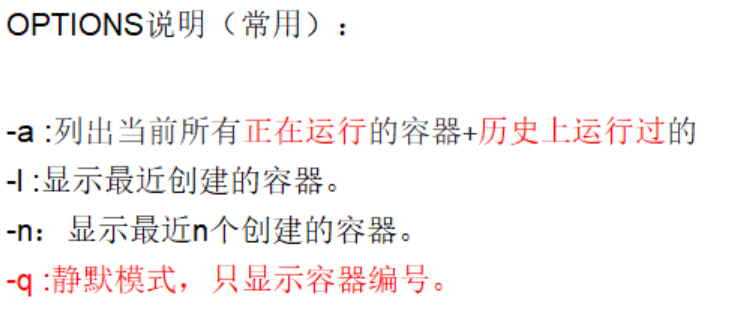 OPTIONS说明（常用）：
-a :列出当前所有正在运行的容器+历史上运行过的
-l :显示最近创建的容器。
-n：显示最近n个创建的容器。
-q :静默模式，只显示容器编号。